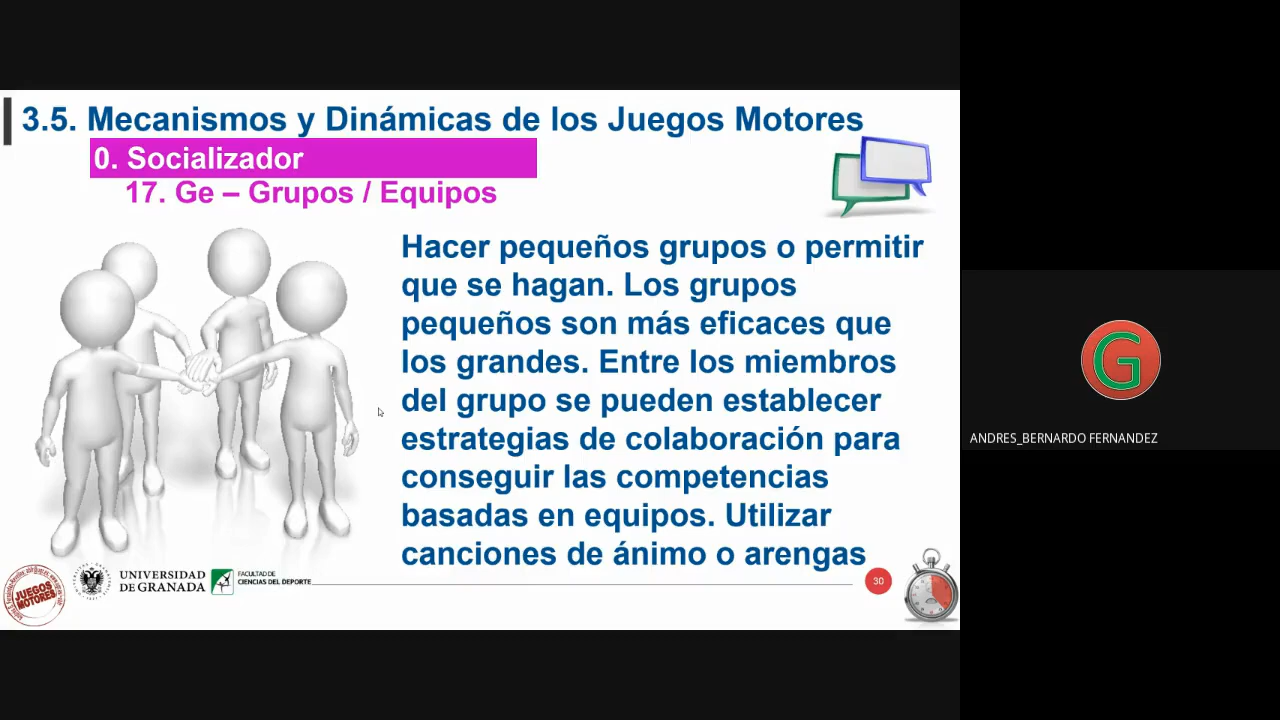 3.5. Mecanismos y Dinámicas de los Juegos Motores
0. Socializador
17. Ge – Grupos / Equipos
Hacer pequeños grupos o permitir
que se hagan. Los grupos
pequeños son más eficaces que
los grandes. Entre los miembros
del grupo se pueden establecer
estrategias de colaboración para
conseguir las competencias
basadas en equipos. Utilizar
canciones de ánimo o arengas
JUEGOS
MOTORES
UNIVERSIDAD
DE GRANADA
FACULTAD DE
CIENCIAS DEL DEPORTE
30
G
ANDRES_BERNARDO FERNANDEZ